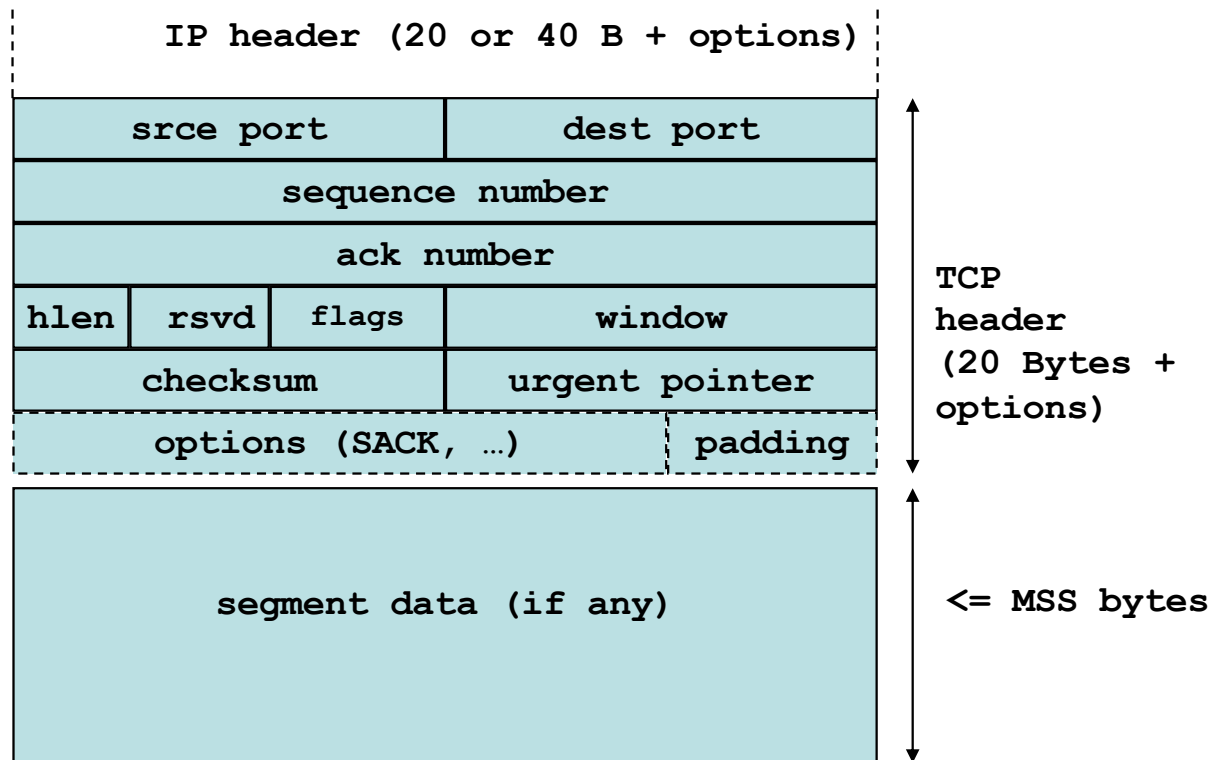 IP header (20 or 40 B + options)
srce port
dest port
sequence number
ack number
hlen
rsvd
flags
window
checksum
urgent pointer
options (SACK, …)
padding
TCP
header
(20 Bytes +
options)
segment data (if any)
<= MSS bytes